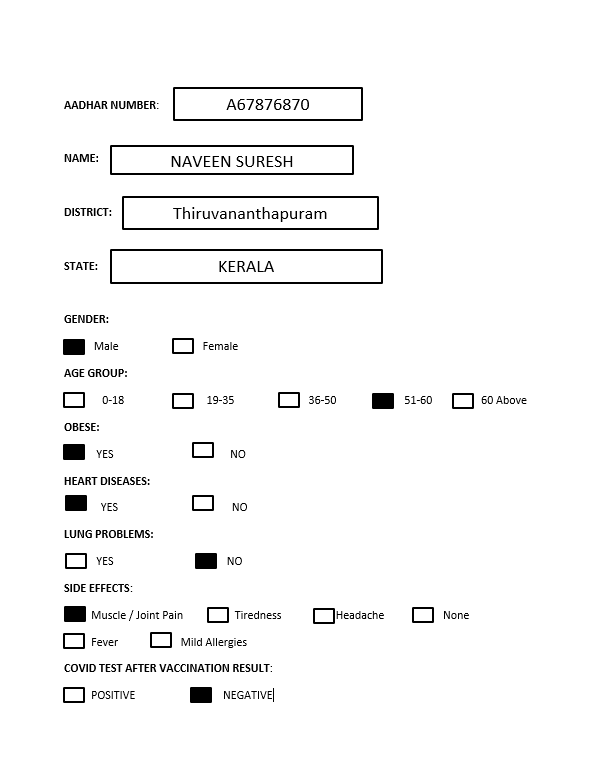 AADHAR NUMBER: A67876870
NAME: NAVEEN SURESH
DISTRICT: Thiruvananthapuram
STATE: KERALA
GENDER:
Male Female
AGE GROUP:
0-18 19-35 36-50 51-60 60 Above
OBESE:
YES NO
HEART DISEASES:
YES NO
LUNG PROBLEMS:
YES NO
SIDE EFFECTS:
Muscle / Joint Pain Tiredness Headache None
Fever Mild Allergies
COVID TEST AFTER VACCINATION RESULT:
POSITIVE NEGATIVE